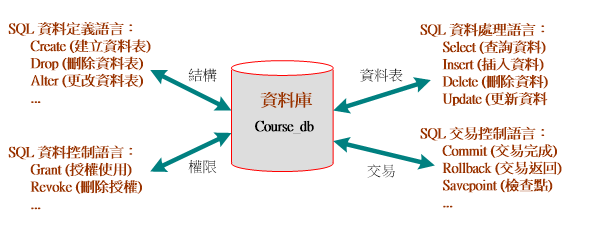 SQL 資料定義語言：
Create (建立資料表)
Drop (刪除資料表)
Alter (更改資料表)
...
SQL 資料處理語言：
Select (查詢資料)
Insert (插入資料)
Delete (刪除資料)
Update (更新資料
結構
資料表
資料庫
Course_db
SQL 資料控制語言：
Grant (授權使用)
Revoke (刪除授權)
...
權限
交易
SQL 交易控制語言：
Commit (交易完成)
Rollback (交易返回)
Savepoint (檢查點)
...